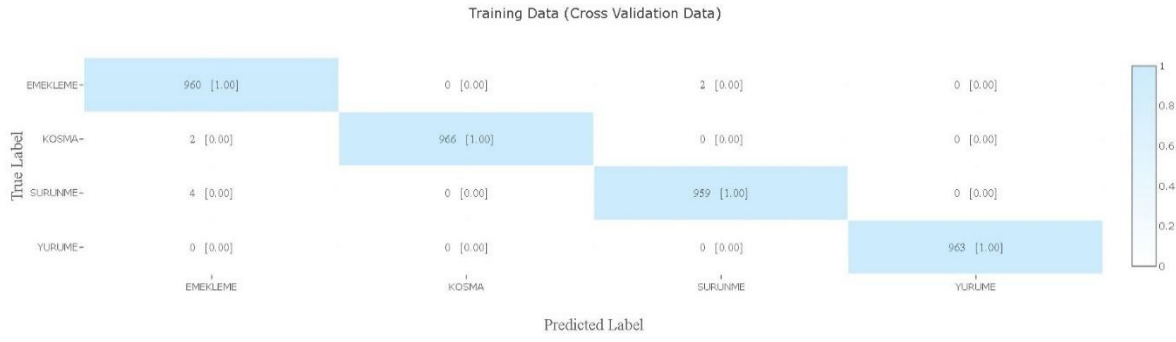 Training Data (Cross Validation Data)
True Label
EMEKLEME 960 [1.00] 0 [0.00] 2 [0.00] 0 [0.00]
KOSMA 2 [0.00] 966 [1.00] 0 [0.00] 0 [0.00]
SURUNME 4 [0.00] 0 [0.00] 959 [1.00] 0 [0.00]
YURUME 0 [0.00] 0 [0.00] 0 [0.00] 963 [1.00]
EMEKLEME KOSMA SURUNME YURUME
Predicted Label
1
0.8
0.6
0.4
0.2
0